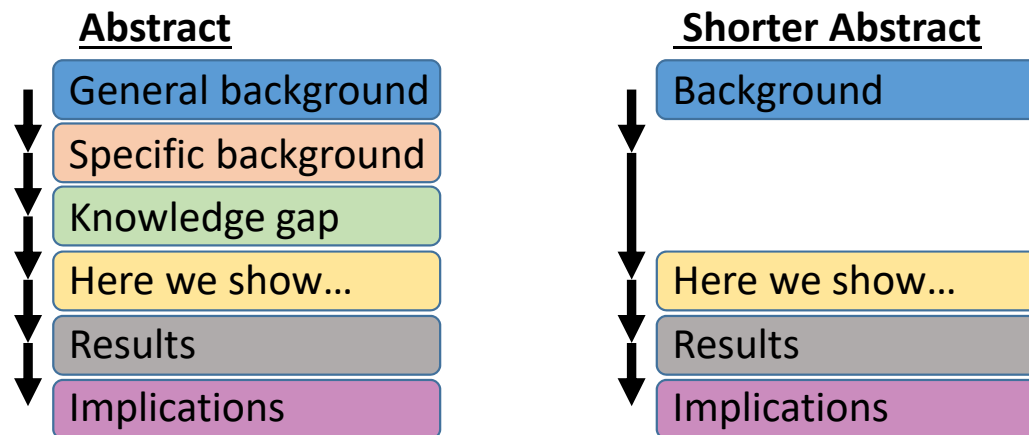 Abstract
General background
Specific background
Knowledge gap
Here we show…
Results
Implications
Shorter Abstract
Background
Here we show…
Results
Implications